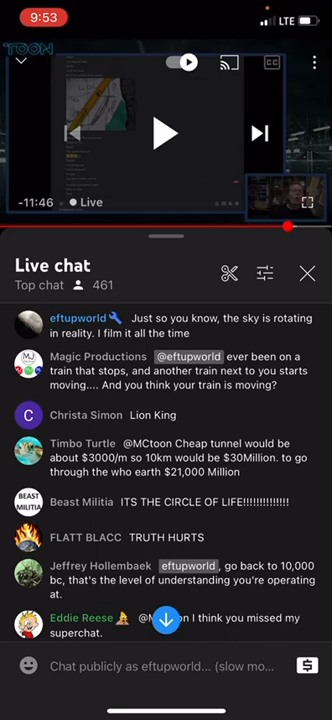 9:53
LTE
TOON
CC
-11:46
Live
Live chat
Top chat 461
eftupworld Just so you know, the sky is rotating
in reality. I film it all the time
Magic Productions @eftupworld ever been on a
train that stops, and another train next to you starts
moving.... And you think your train is moving?
Christa Simon Lion King
Timbo Turtle @MCtoon Cheap tunnel would be
about $3000/m so 10km would be $30Million. to go
through the who earth $21,000 Million
Beast Militia ITS THE CIRCLE OF LIFE!!!!!!!!!!!!!!
FLATT BLACC TRUTH HURTS
Jeffrey Hollembaek eftupworld, go back to 10,000
bc, that's the level of understanding you're operating
at.
Eddie Reese I think you missed my
superchat.
Chat publicly as eftupworld... (slow mo...